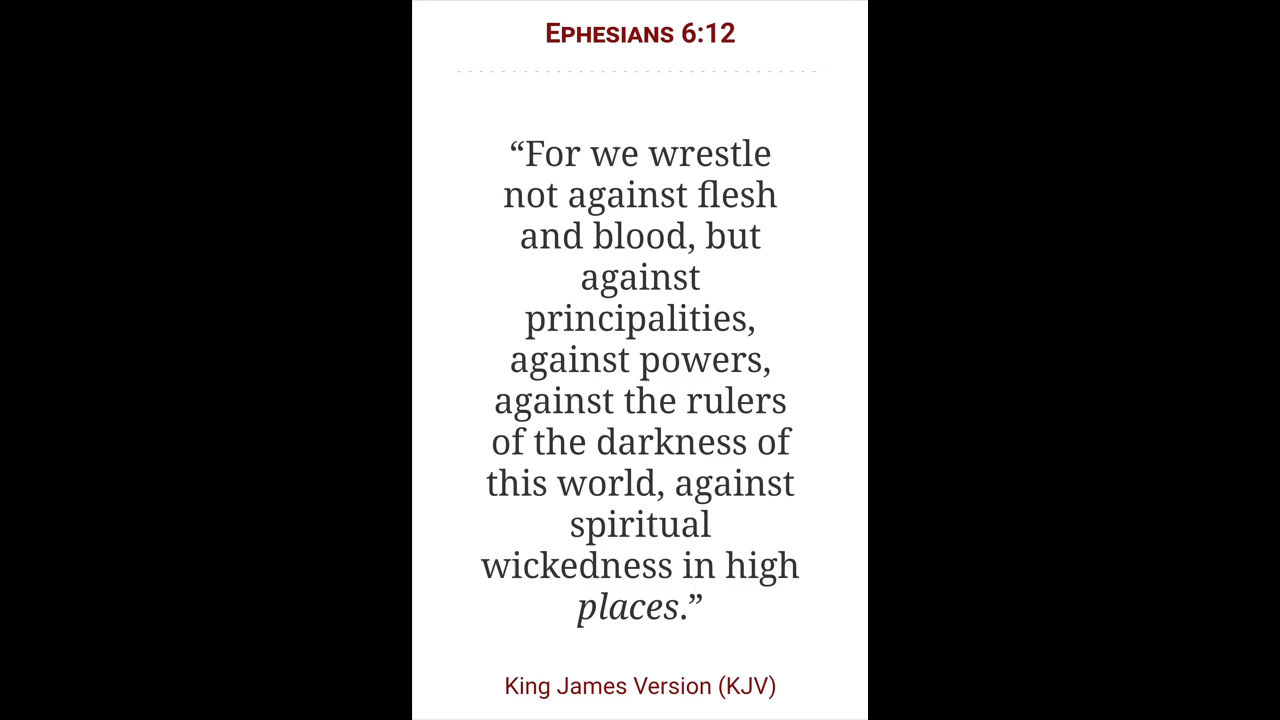 Ephesians 6:12
“For we wrestle
not against flesh
and blood, but
against
principalities,
against powers,
against the rulers
of the darkness of
this world, against
spiritual
wickedness in high
places.”
King James Version (KJV)